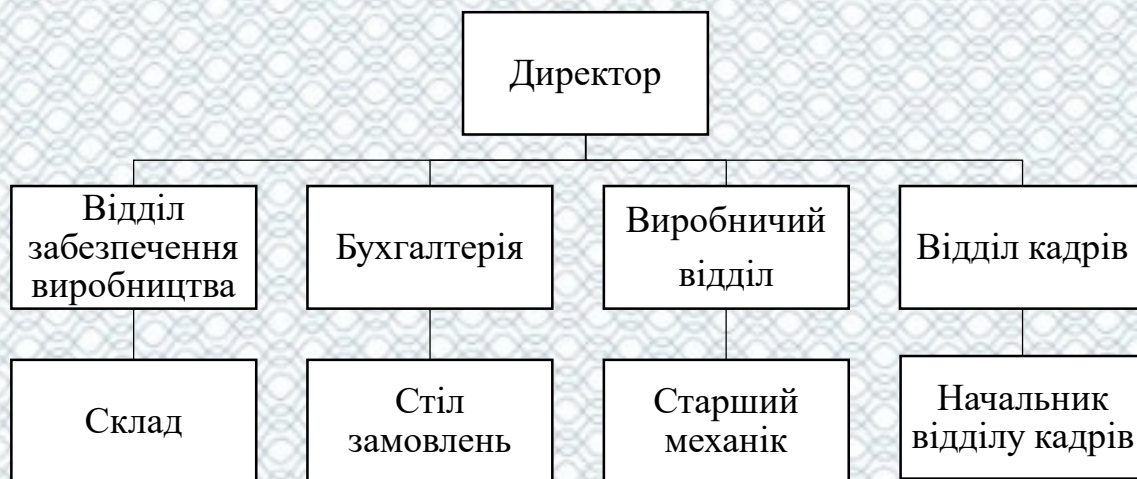 Директор
Відділ
забезпечення
виробництва
Бухгалтерія
Виробничий
відділ
Відділ кадрів
Склад
Стіл
замовлень
Старший
механік
Начальник
відділу кадрів